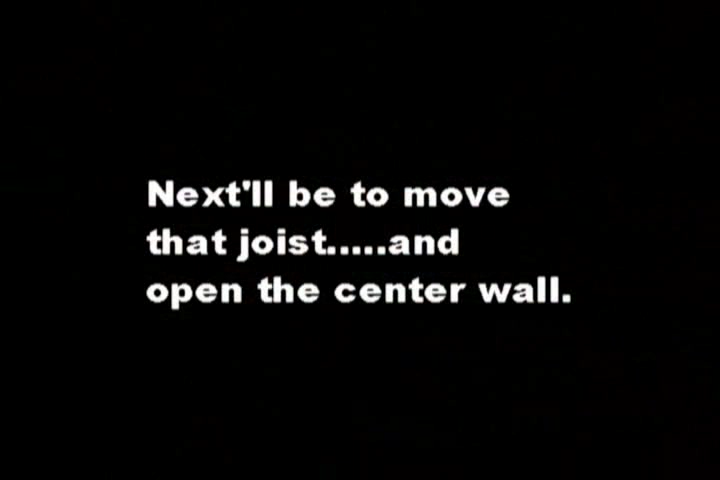 Next'll be to move
that joist.....and
open the center wall.